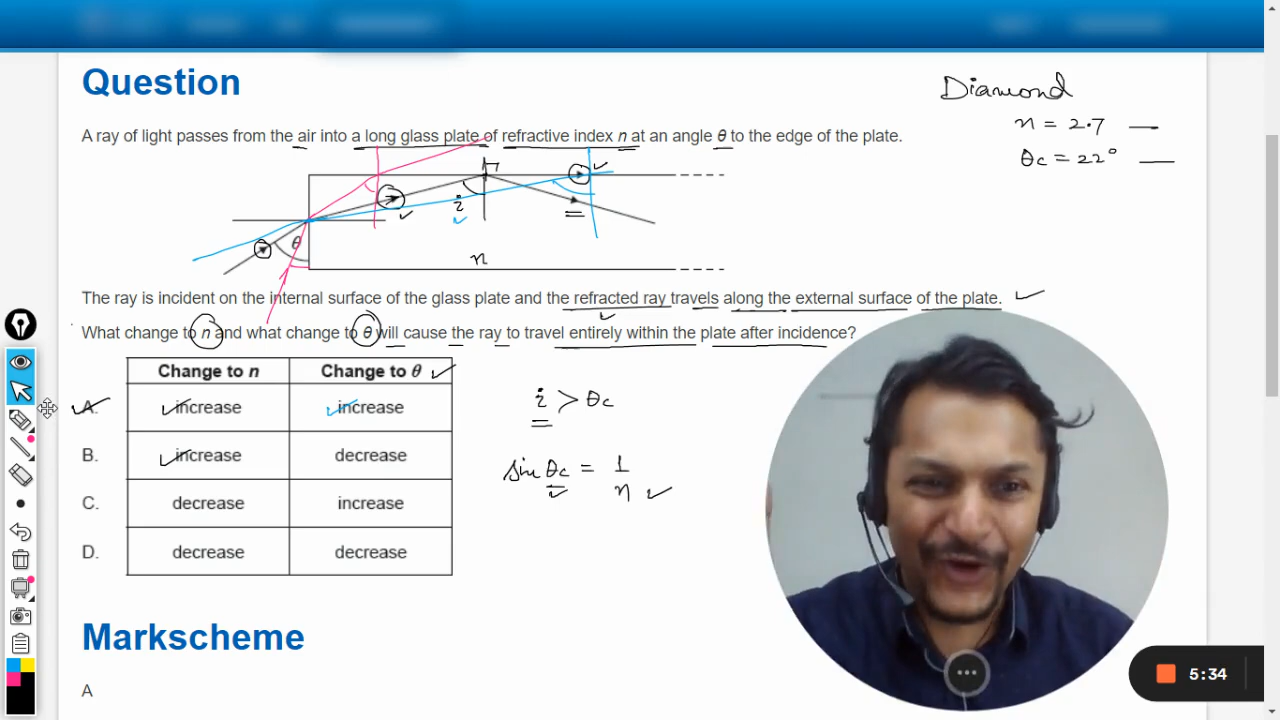 Question
Diamond
n = 2.7
θc = 22°
A ray of light passes from the air into a long glass plate of refractive index n at an angle θ to the edge of the plate.
θ
i
n
The ray is incident on the internal surface of the glass plate and the refracted ray travels along the external surface of the plate.
What change to n and what change to θ will cause the ray to travel entirely within the plate after incidence?
Change to n Change to θ
A. increase increase
B. increase decrease
C. decrease increase
D. decrease decrease
i > θc
sin θc = 1
n
Markscheme
A
5:34